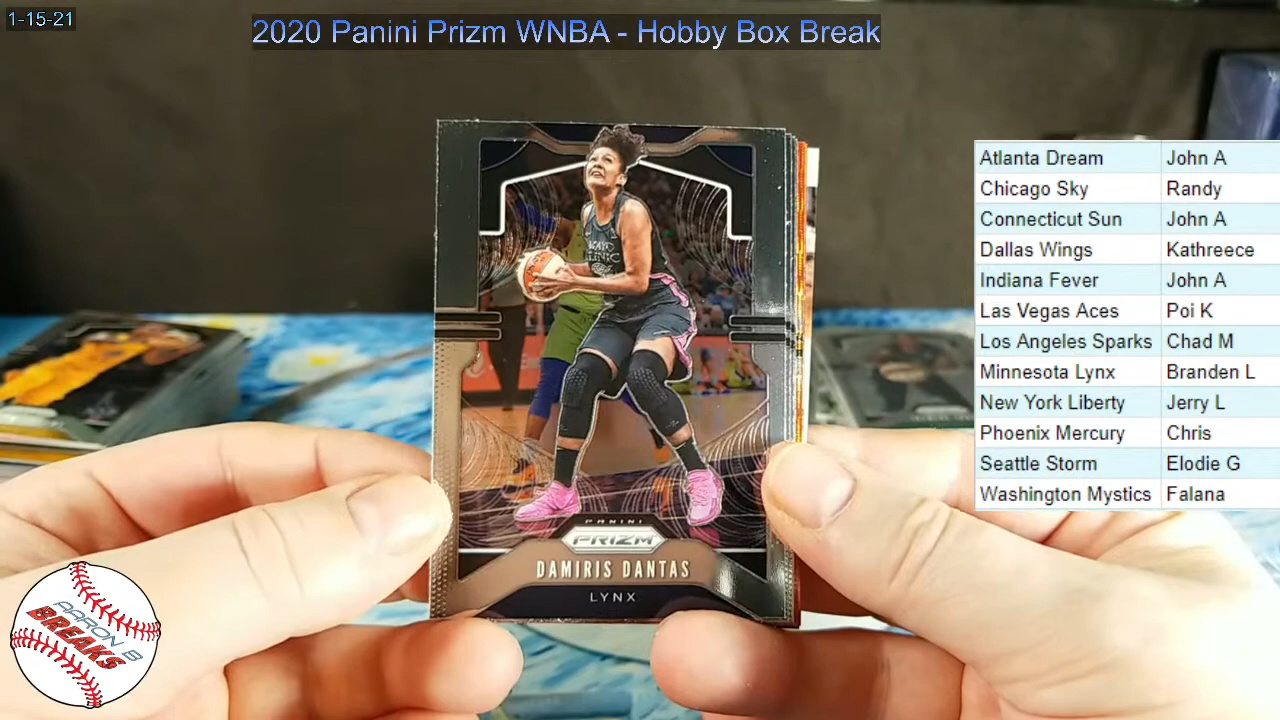 1-15-21
2020 Panini Prizm WNBA - Hobby Box Break
Atlanta Dream John A
Chicago Sky Randy
Connecticut Sun John A
Dallas Wings Kathreece
Indiana Fever John A
Las Vegas Aces Poi K
Los Angeles Sparks Chad M
Minnesota Lynx Branden L
New York Liberty Jerry L
Phoenix Mercury Chris
Seattle Storm Elodie G
Washington Mystics Falana
MAYO
CLINIC
PANINI
PRIZM
DAMIRIS DANTAS
LYNX
AARON B
BREAKS